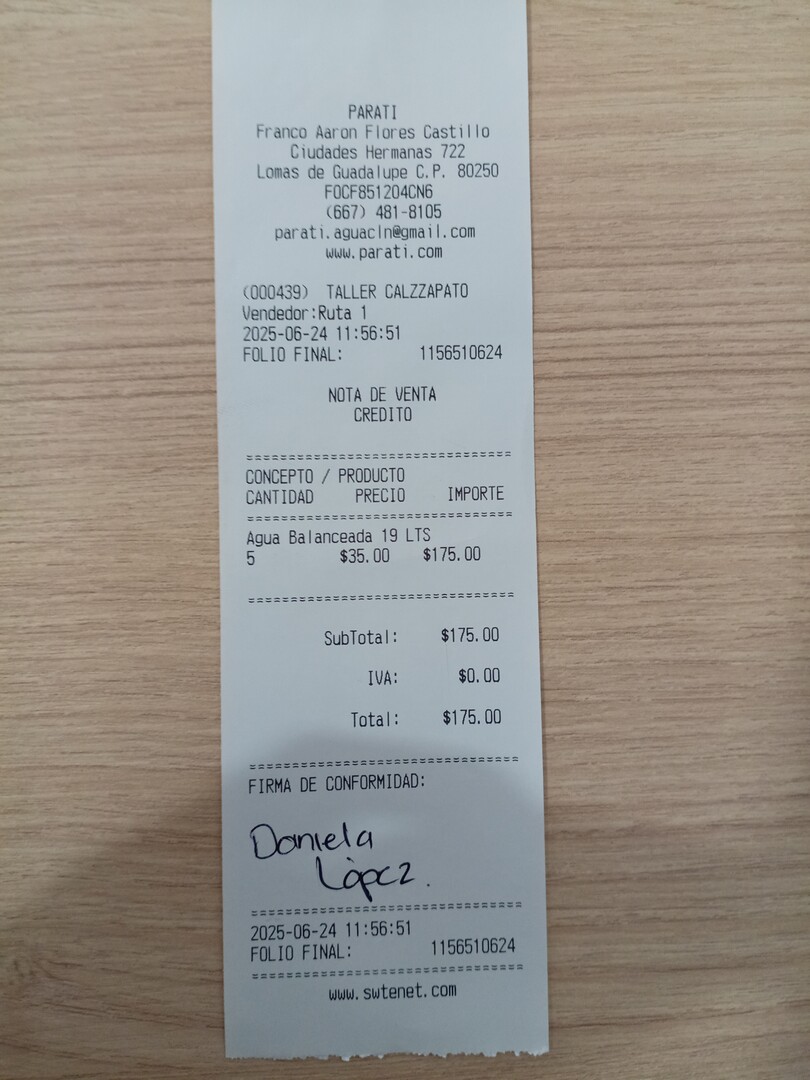 PARATI
Franco Aaron Flores Castillo
Ciudades Hermanas 722
Lomas de Guadalupe C.P. 80250
FOCF851204CN6
(667) 481-8105
parati.aguacln@gmail.com
www.parati.com
(000439) TALLER CALZZAPATO
Vendedor:Ruta 1
2025-06-24 11:56:51
FOLIO FINAL: 1156510624
NOTA DE VENTA
CREDITO
===============================
CONCEPTO / PRODUCTO
CANTIDAD PRECIO IMPORTE
===============================
Agua Balanceada 19 LTS
5 $35.00 $175.00
===============================
SubTotal: $175.00
IVA: $0.00
Total: $175.00
===============================
FIRMA DE CONFORMIDAD:
Daniela
Lòpez.
===============================
2025-06-24 11:56:51
FOLIO FINAL: 1156510624
===============================
www.swtenet.com